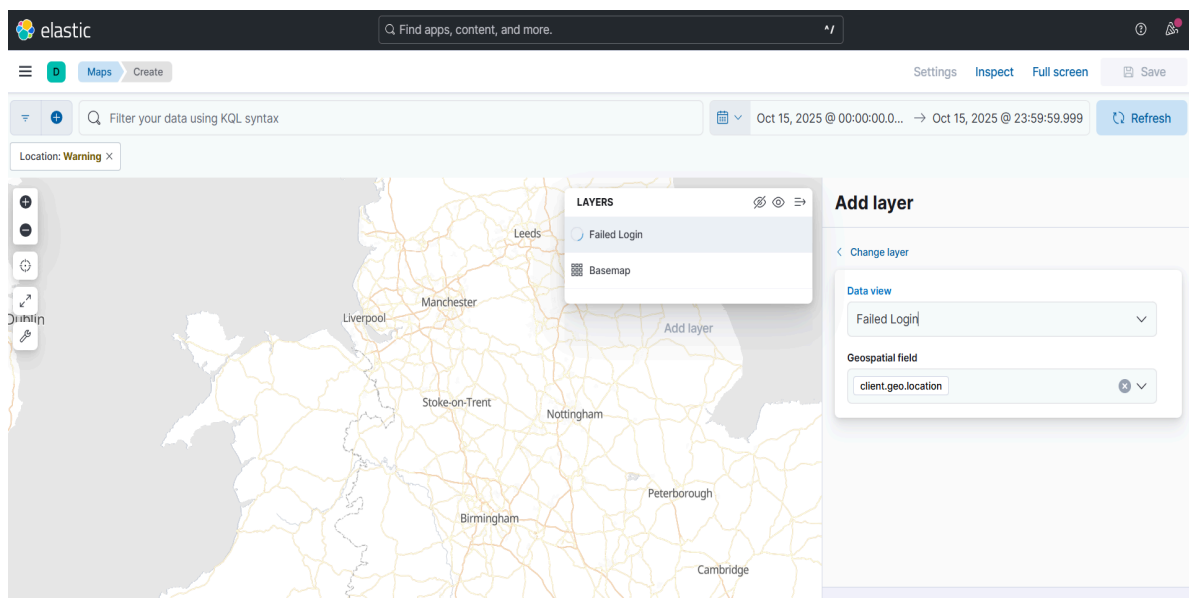 elastic
Find apps, content, and more.
^/
D
Maps
Create
Settings
Inspect
Full screen
Save
Filter your data using KQL syntax
Oct 15, 2025 @ 00:00:00.0... → Oct 15, 2025 @ 23:59:59.999
Refresh
Location: Warning ×
LAYERS
Failed Login
Basemap
Add layer
Leeds
Manchester
Liverpool
Dublin
Stoke-on-Trent
Nottingham
Peterborough
Birmingham
Cambridge
Add layer
Change layer
Data view
Failed Login
Geospatial field
client.geo.location